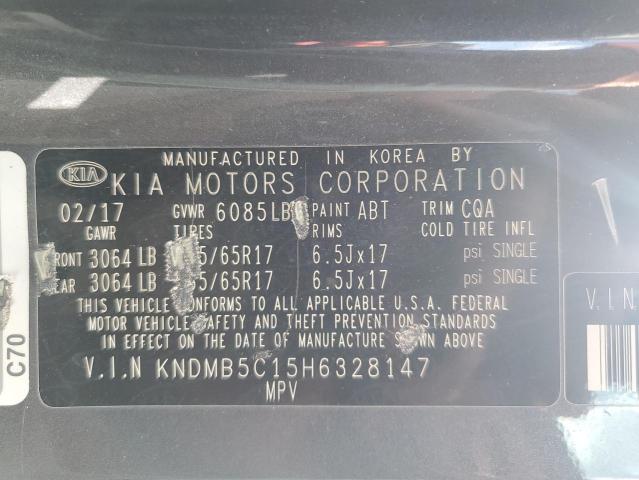 MANUFACTURED IN KOREA BY
KIA KIA MOTORS CORPORATION
02/17 GVWR 6085LB PAINT ABT TRIM CQA
GAWR TIRES RIMS COLD TIRE INFL
FRONT 3064 LB 5/65R17 6.5Jx17 psi SINGLE
REAR 3064 LB 5/65R17 6.5Jx17 psi SINGLE
THIS VEHICLE CONFORMS TO ALL APPLICABLE U.S.A. FEDERAL
MOTOR VEHICLE SAFETY AND THEFT PREVENTION STANDARDS
IN EFFECT ON THE DATE OF MANUFACTURE SHOWN ABOVE
V.I.N KNDMB5C15H6328147
MPV
C70
V.I.N